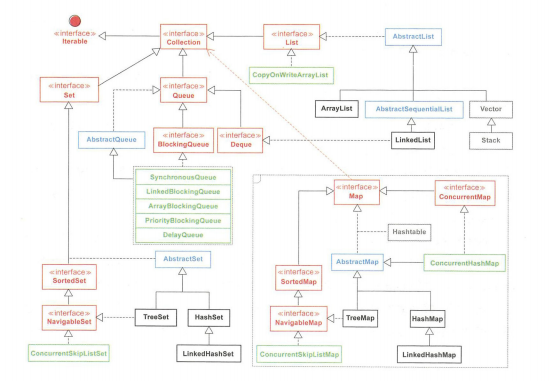 «interface»
Iterable
«interface»
Collection
«interface»
List
AbstractList
CopyOnWriteArrayList
«interface»
Set
«interface»
Queue
ArrayList
AbstractSequentialList
Vector
AbstractQueue
«interface»
BlockingQueue
«interface»
Deque
LinkedList
Stack
SynchronousQueue
LinkedBlockingQueue
ArrayBlockingQueue
PriorityBlockingQueue
DelayQueue
«interface»
Map
«interface»
ConcurrentMap
Hashtable
«interface»
SortedSet
AbstractSet
«interface»
SortedMap
AbstractMap
ConcurrentHashMap
«interface»
NavigableSet
TreeSet
HashSet
«interface»
NavigableMap
TreeMap
HashMap
ConcurrentSkipListSet
LinkedHashSet
ConcurrentSkipListMap
LinkedHashMap